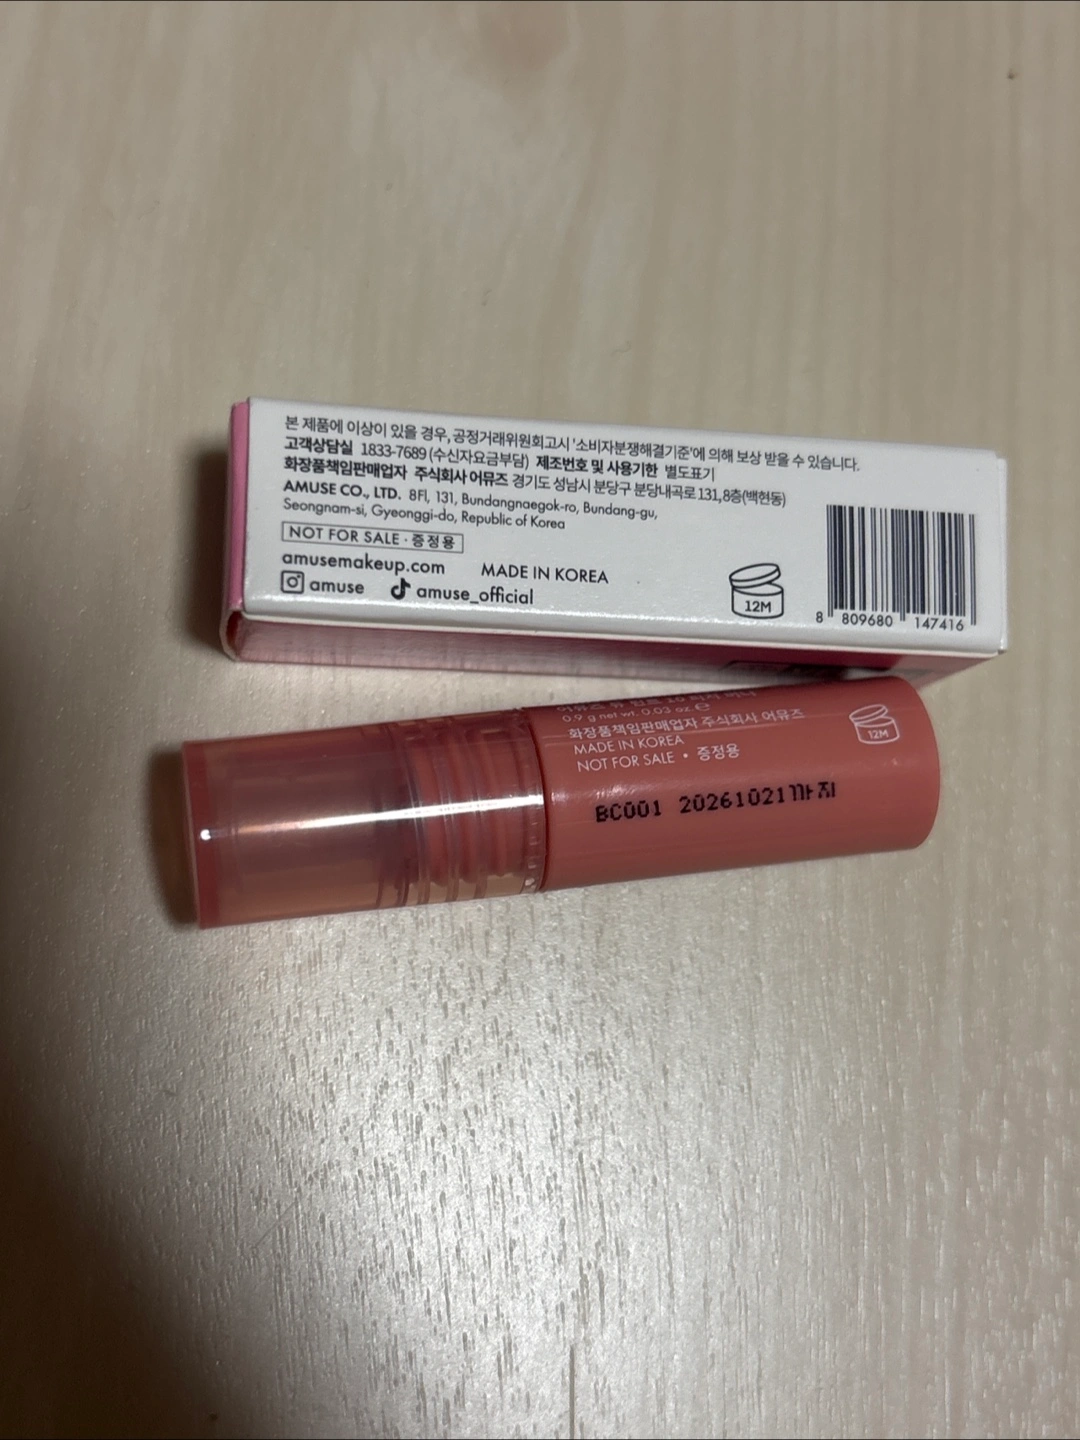 본 제품에 이상이 있을 경우, 공정거래위원회고시 '소비자분쟁해결기준'에 의해 보상 받을 수 있습니다.
고객상담실 1833-7689 (수신자요금부담) 제조번호 및 사용기한 별도표기
화장품책임판매업자 주식회사 어뮤즈 경기도 성남시 분당구 분당내곡로 131, 8층(백현동)
AMUSE CO., LTD. 8Fl, 131, Bundangnaegok-ro, Bundang-gu,
Seongnam-si, Gyeonggi-do, Republic of Korea
NOT FOR SALE · 증정용
amusemakeup.com MADE IN KOREA
amuse amuse_official
12M
8 809680 147416
어뮤즈 듀 틴트
0.9 g net wt. 0.03 oz. ℮
화장품책임판매업자 주식회사 어뮤즈
MADE IN KOREA
NOT FOR SALE • 증정용
12M
BC001 20261021까지